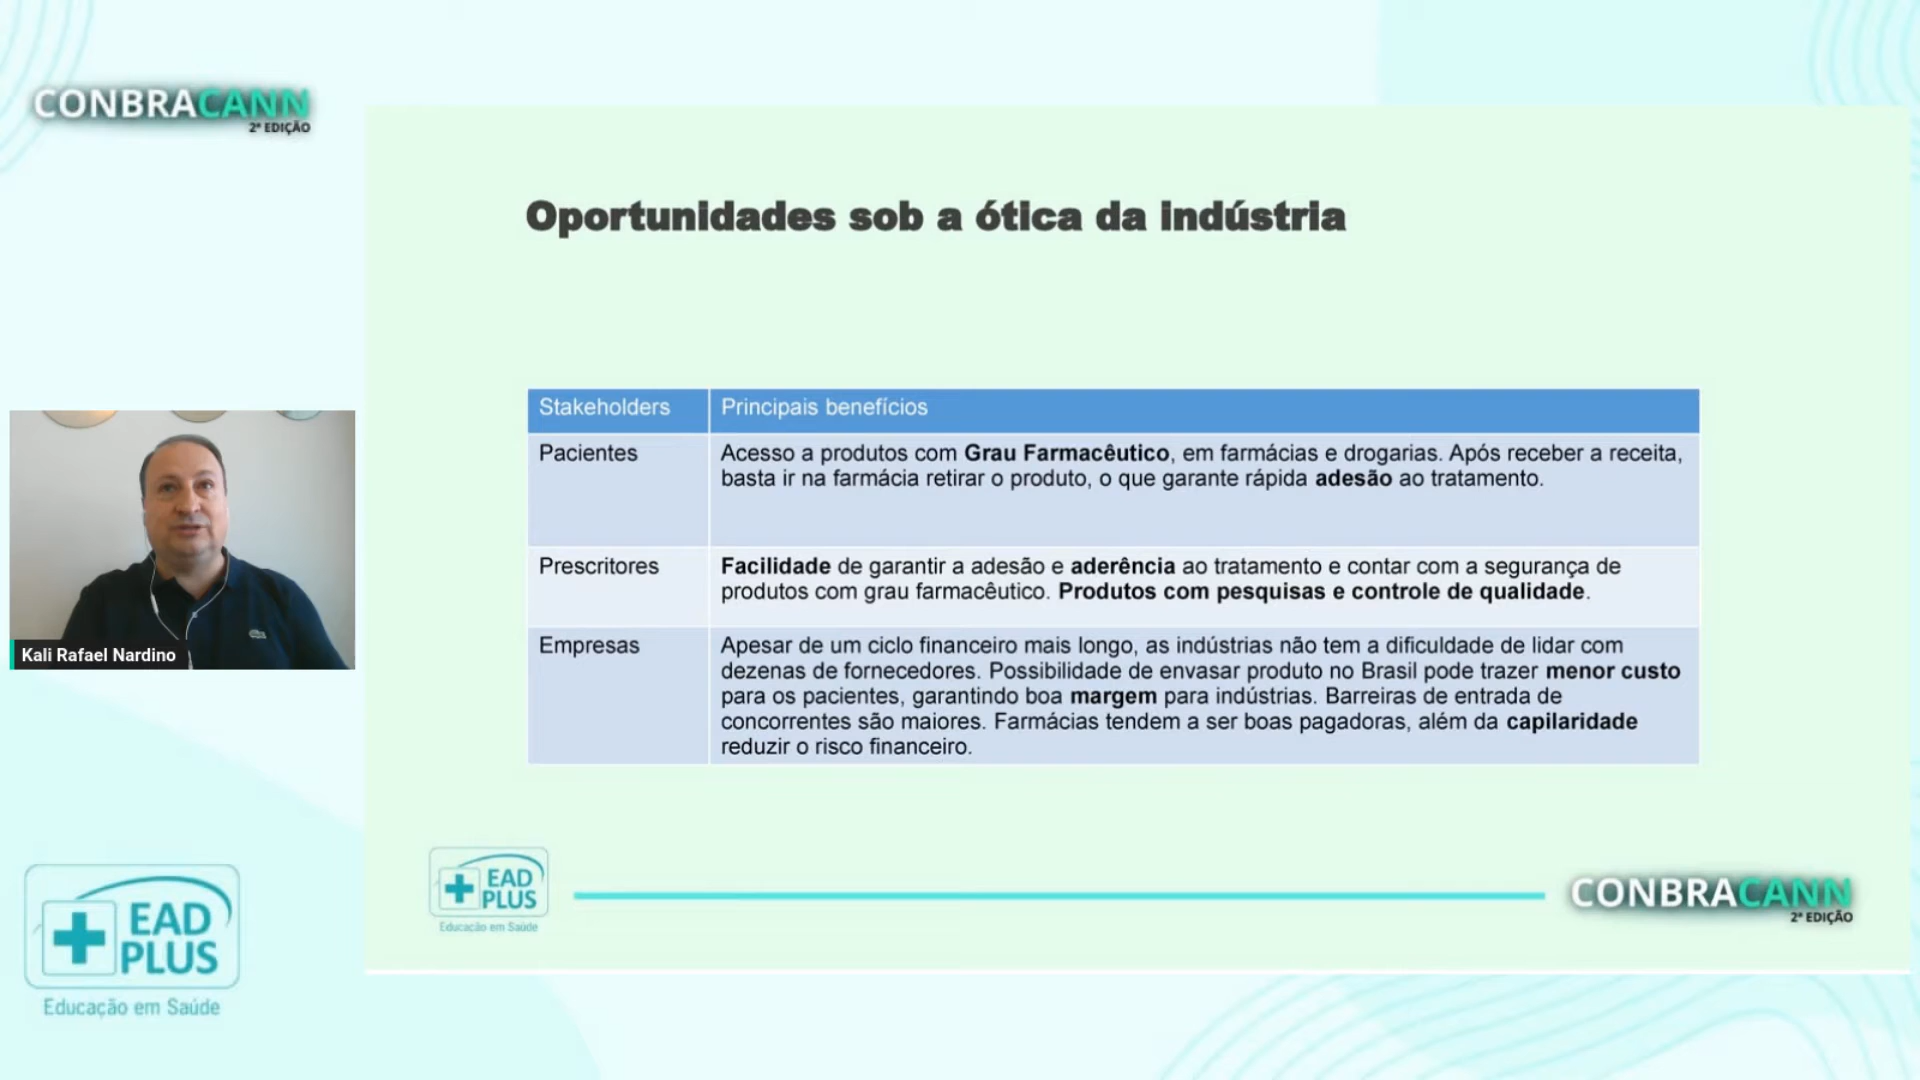 CONBRACANN
2ª EDIÇÃO
Oportunidades sob a ótica da indústria
Stakeholders
Principais benefícios
Pacientes
Acesso a produtos com Grau Farmacêutico, em farmácias e drogarias. Após receber a receita,
basta ir na farmácia retirar o produto, o que garante rápida adesão ao tratamento.
Prescritores
Facilidade de garantir a adesão e aderência ao tratamento e contar com a segurança de
produtos com grau farmacêutico. Produtos com pesquisas e controle de qualidade.
Empresas
Apesar de um ciclo financeiro mais longo, as indústrias não tem a dificuldade de lidar com
dezenas de fornecedores. Possibilidade de envasar produto no Brasil pode trazer menor custo
para os pacientes, garantindo boa margem para indústrias. Barreiras de entrada de
concorrentes são maiores. Farmácias tendem a ser boas pagadoras, além da capilaridade
reduzir o risco financeiro.
Kali Rafael Nardino
EAD
PLUS
Educação em Saúde
CONBRACANN
2ª EDIÇÃO
EAD
PLUS
Educação em Saúde